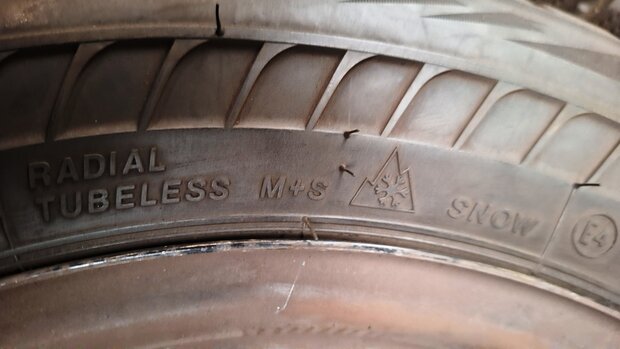 RADIAL
TUBELESS M+S SNOW E4